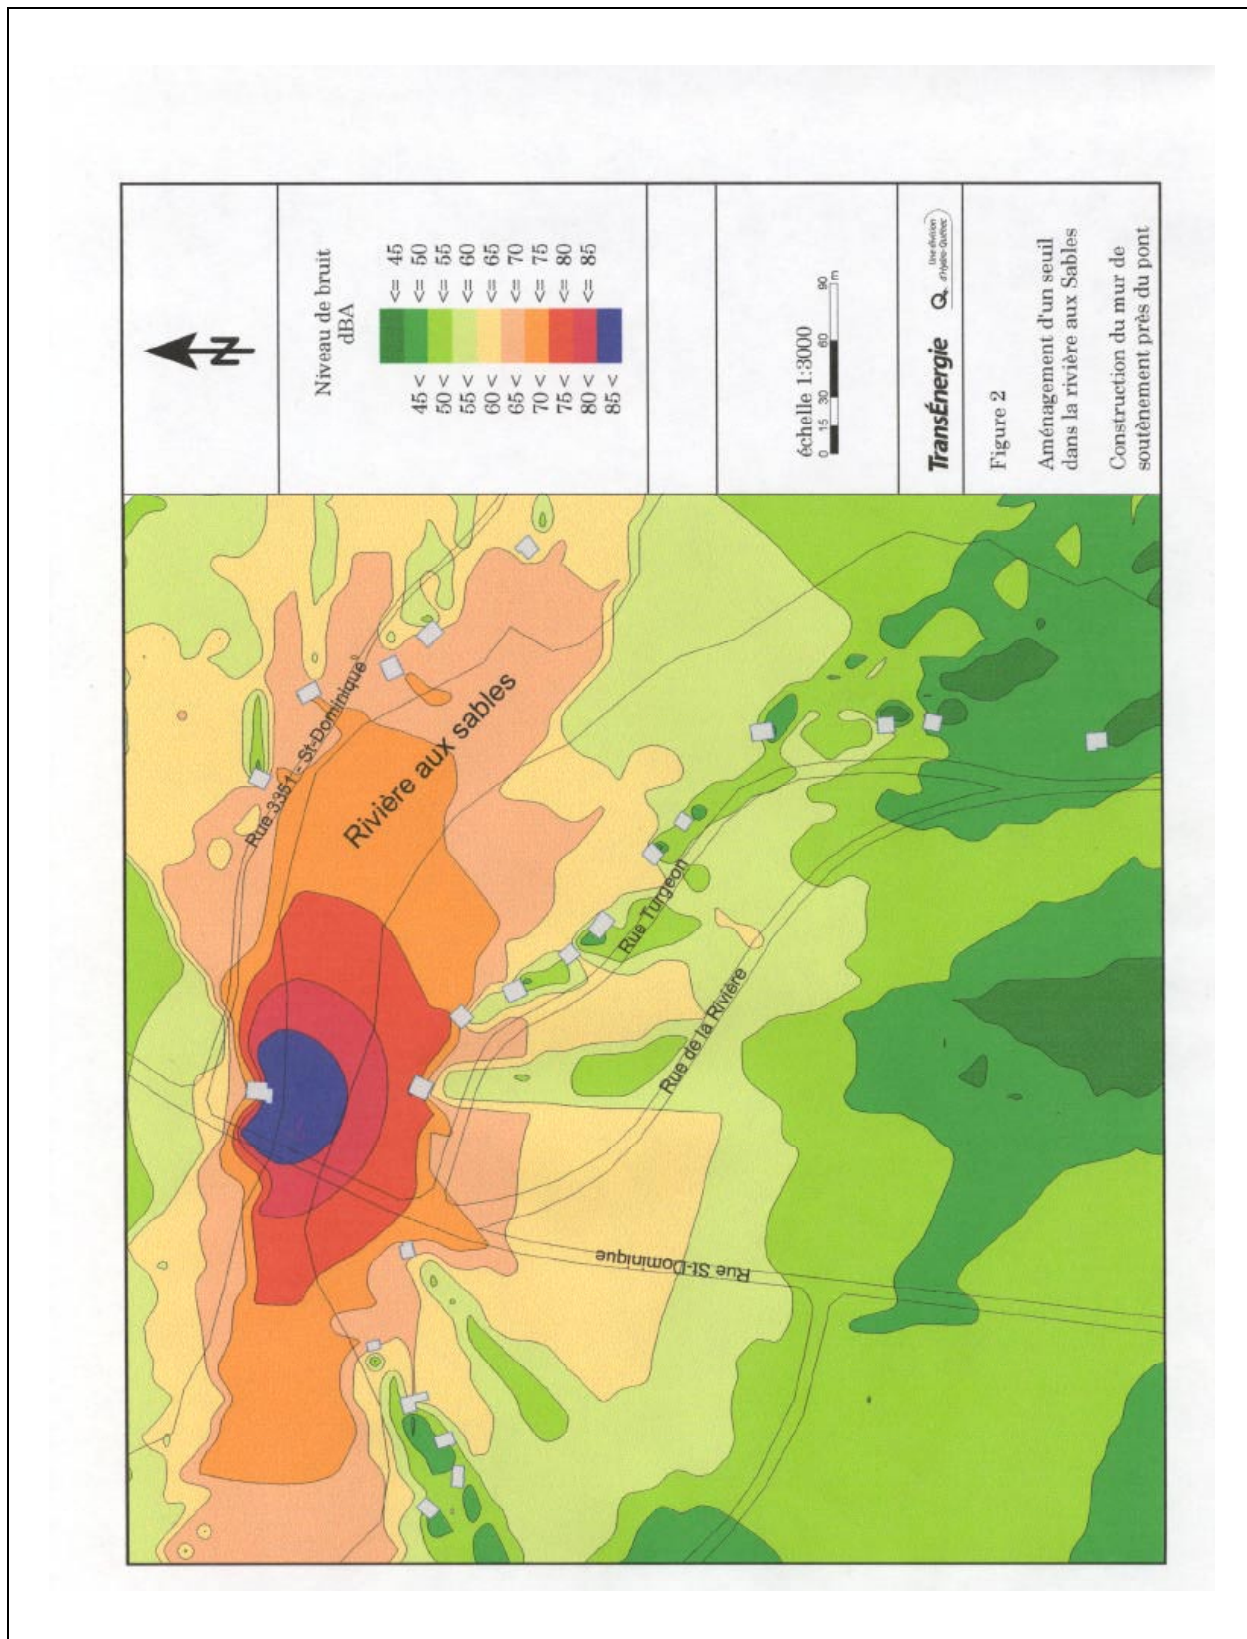 N
Niveau de bruit
dBA
<= 45
45 < <= 50
50 < <= 55
55 < <= 60
60 < <= 65
65 < <= 70
70 < <= 75
75 < <= 80
80 < <= 85
85 <
échelle 1:3000
0 15 30 60 90 m
TransÉnergie
Une division
d'Hydro-Québec
Figure 2
Aménagement d'un seuil
dans la rivière aux Sables
Construction du mur de
soutènement près du pont
Rue 3351 - St-Dominique
Rivière aux sables
Rue Turgeon
Rue de la Rivière
Rue St-Dominique